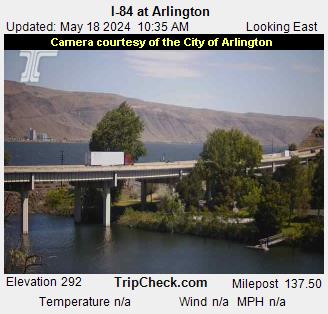 I-84 at Arlington
Updated: May 18 2024 10:35 AM Looking East
Camera courtesy of the City of Arlington
Elevation 292 TripCheck.com Milepost 137.50
Temperature n/a Wind n/a MPH n/a